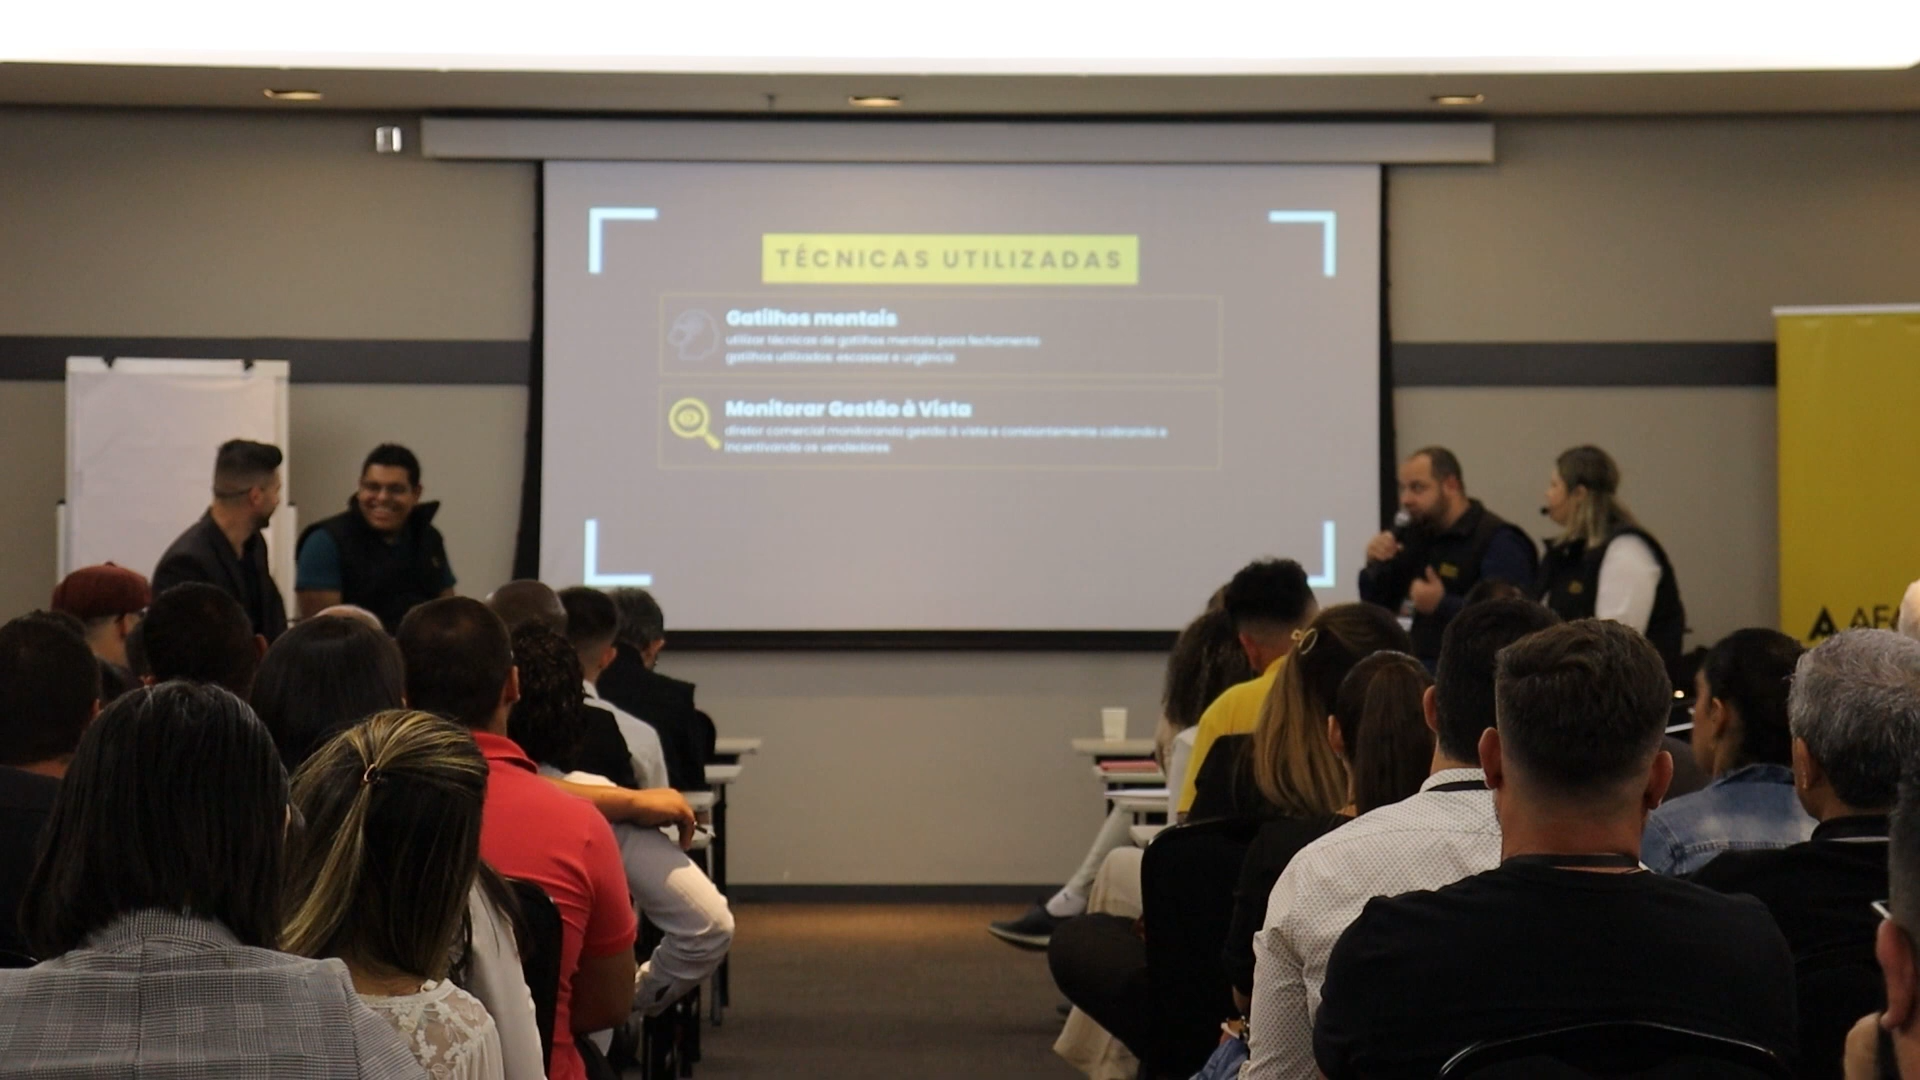 TÉCNICAS UTILIZADAS
Gatilhos mentais
utilizar técnicas de gatilhos mentais para fechamento
gatilhos utilizados: escassez e urgência
Monitorar Gestão à Vista
diretor comercial monitorando gestão à vista e constantemente cobrando e
incentivando os vendedores